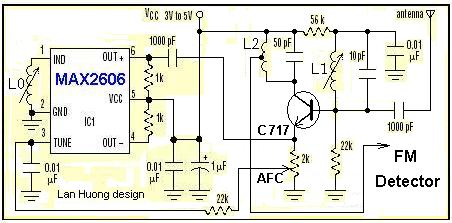 VCC 3V to 5V
antenna
L2
56 k
1000 pF
50 pF
L1
10 pF
0.01 µF
1 IND
OUT + 6
L0
MAX2606
1k
VCC 5
2 GND
1k
C717
1000 pF
IC1
3 TUNE
OUT – 4
2k
22k
FM
Detector
0.01 µF
0.01 µF
1 µF
AFC
Lan Huong design
22k